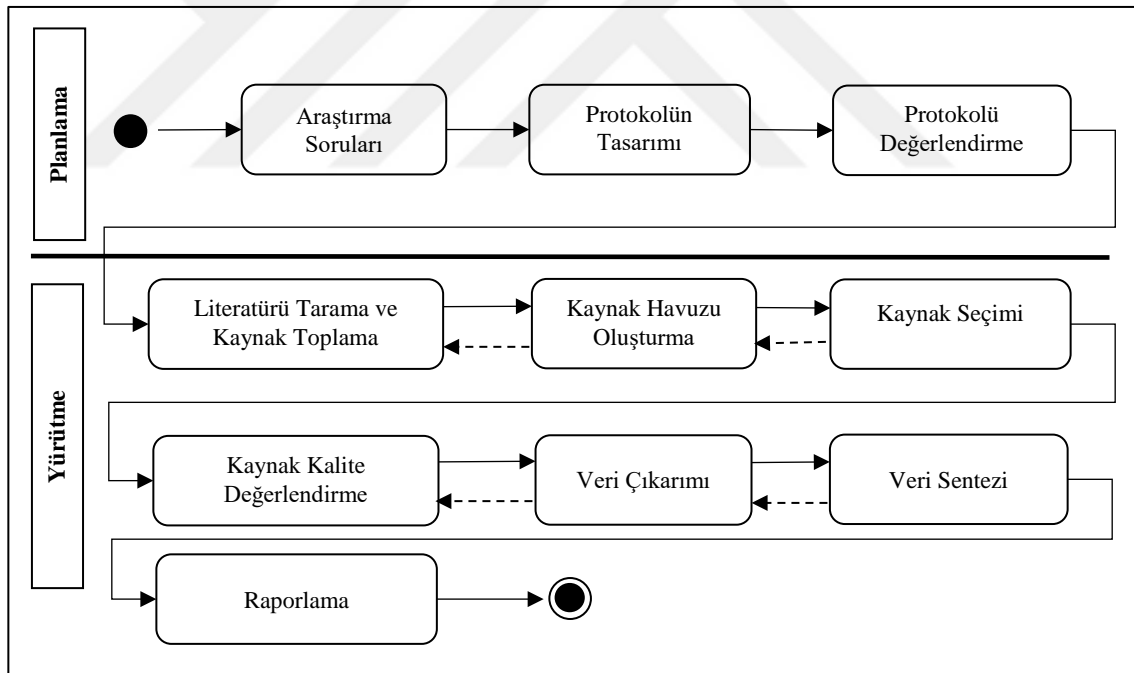 Planlama
Araştırma
Soruları
Protokolün
Tasarımı
Protokolü
Değerlendirme
Yürütme
Literatürü Tarama ve
Kaynak Toplama
Kaynak Havuzu
Oluşturma
Kaynak Seçimi
Kaynak Kalite
Değerlendirme
Veri Çıkarımı
Veri Sentezi
Raporlama